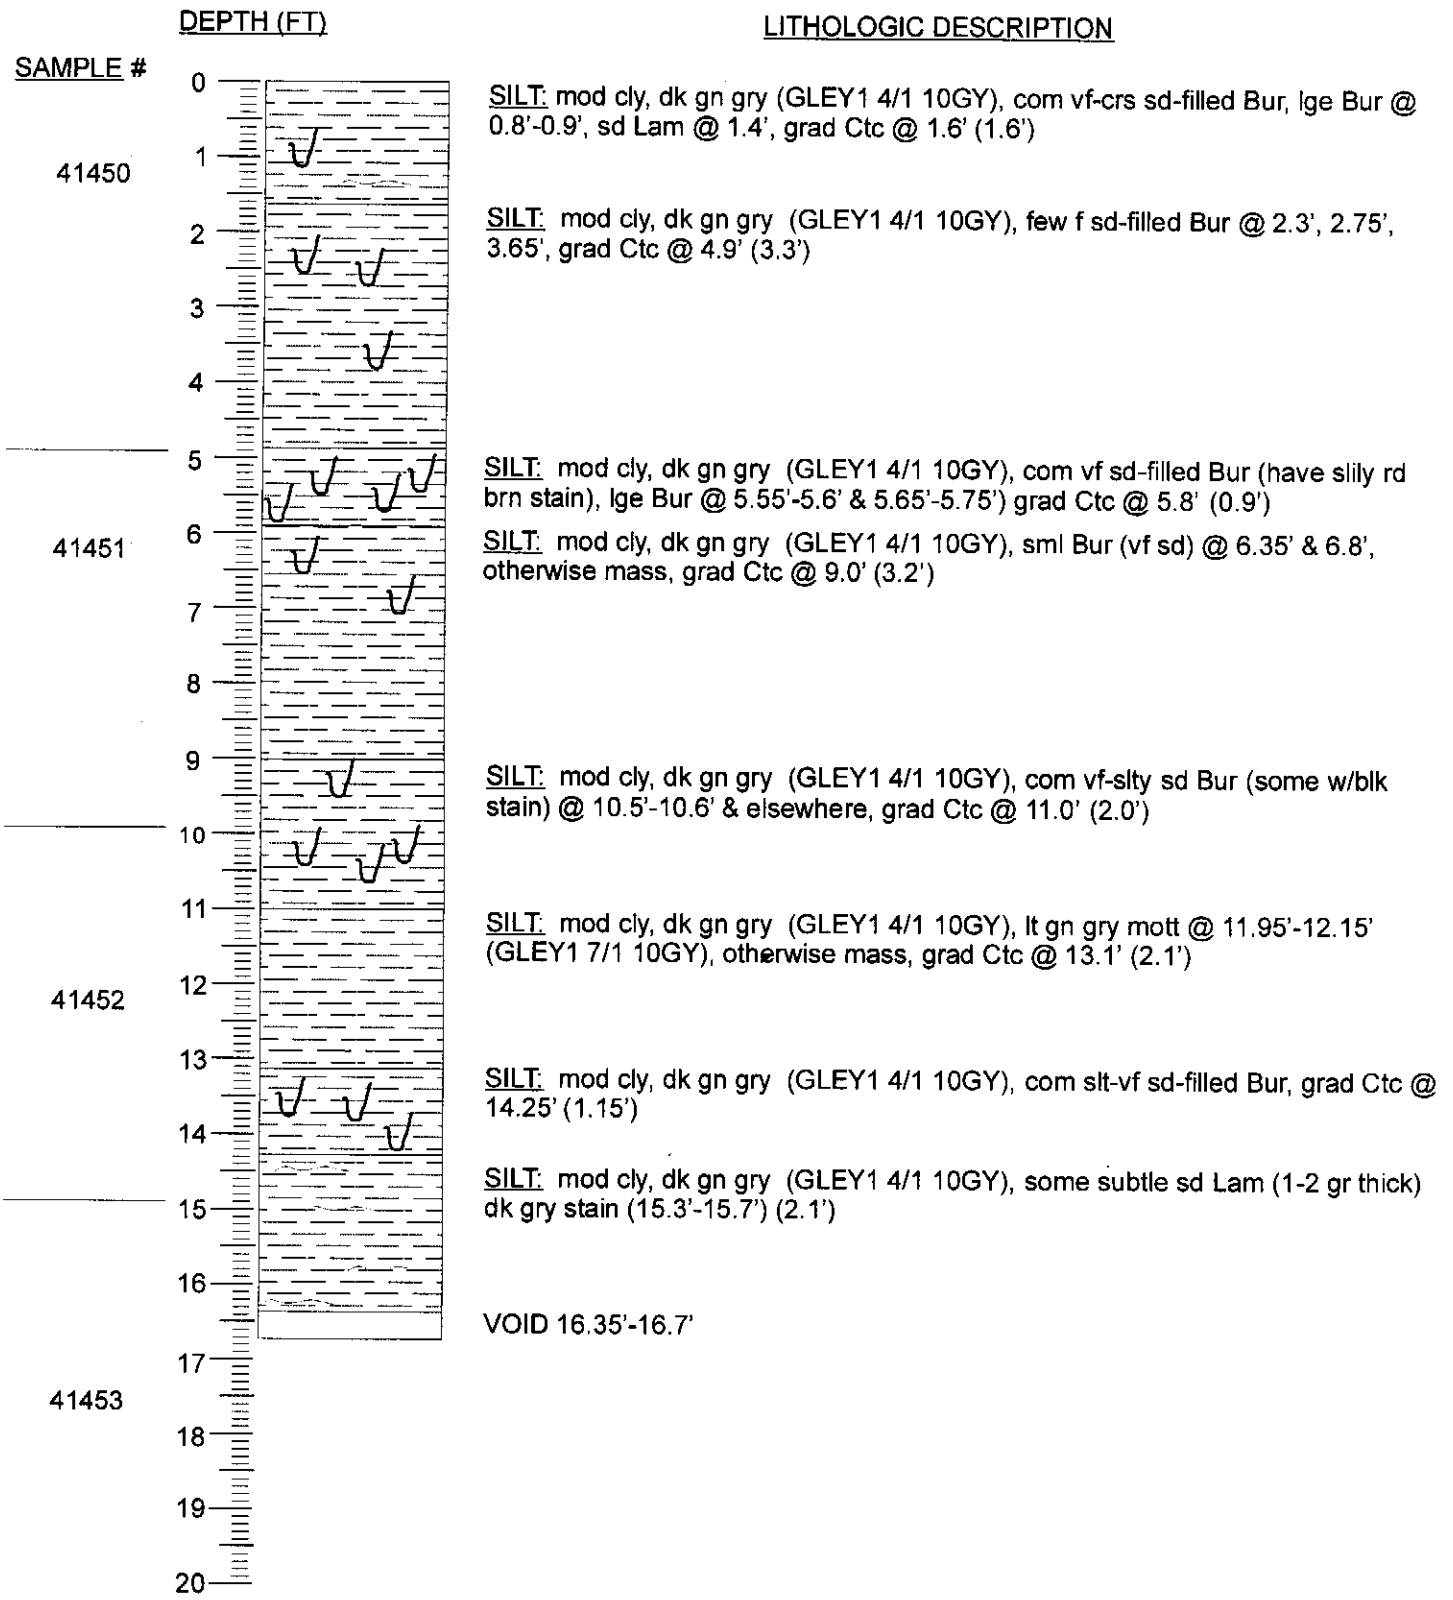 DEPTH (FT)
LITHOLOGIC DESCRIPTION
SAMPLE #
0
SILT: mod cly, dk gn gry (GLEY1 4/1 10GY), com vf-crs sd-filled Bur, lge Bur @
0.8'-0.9', sd Lam @ 1.4', grad Ctc @ 1.6' (1.6')
1
41450
2
SILT: mod cly, dk gn gry (GLEY1 4/1 10GY), few f sd-filled Bur @ 2.3', 2.75',
3.65', grad Ctc @ 4.9' (3.3')
3
4
5
SILT: mod cly, dk gn gry (GLEY1 4/1 10GY), com vf sd-filled Bur (have slily rd
brn stain), lge Bur @ 5.55'-5.6' & 5.65'-5.75') grad Ctc @ 5.8' (0.9')
6
41451
SILT: mod cly, dk gn gry (GLEY1 4/1 10GY), sml Bur (vf sd) @ 6.35' & 6.8',
otherwise mass, grad Ctc @ 9.0' (3.2')
7
8
9
SILT: mod cly, dk gn gry (GLEY1 4/1 10GY), com vf-slty sd Bur (some w/blk
stain) @ 10.5'-10.6' & elsewhere, grad Ctc @ 11.0' (2.0')
10
11
SILT: mod cly, dk gn gry (GLEY1 4/1 10GY), lt gn gry mott @ 11.95'-12.15'
(GLEY1 7/1 10GY), otherwise mass, grad Ctc @ 13.1' (2.1')
12
41452
13
SILT: mod cly, dk gn gry (GLEY1 4/1 10GY), com slt-vf sd-filled Bur, grad Ctc @
14.25' (1.15')
14
SILT: mod cly, dk gn gry (GLEY1 4/1 10GY), some subtle sd Lam (1-2 gr thick)
dk gry stain (15.3'-15.7') (2.1')
15
16
VOID 16.35'-16.7'
17
41453
18
19
20